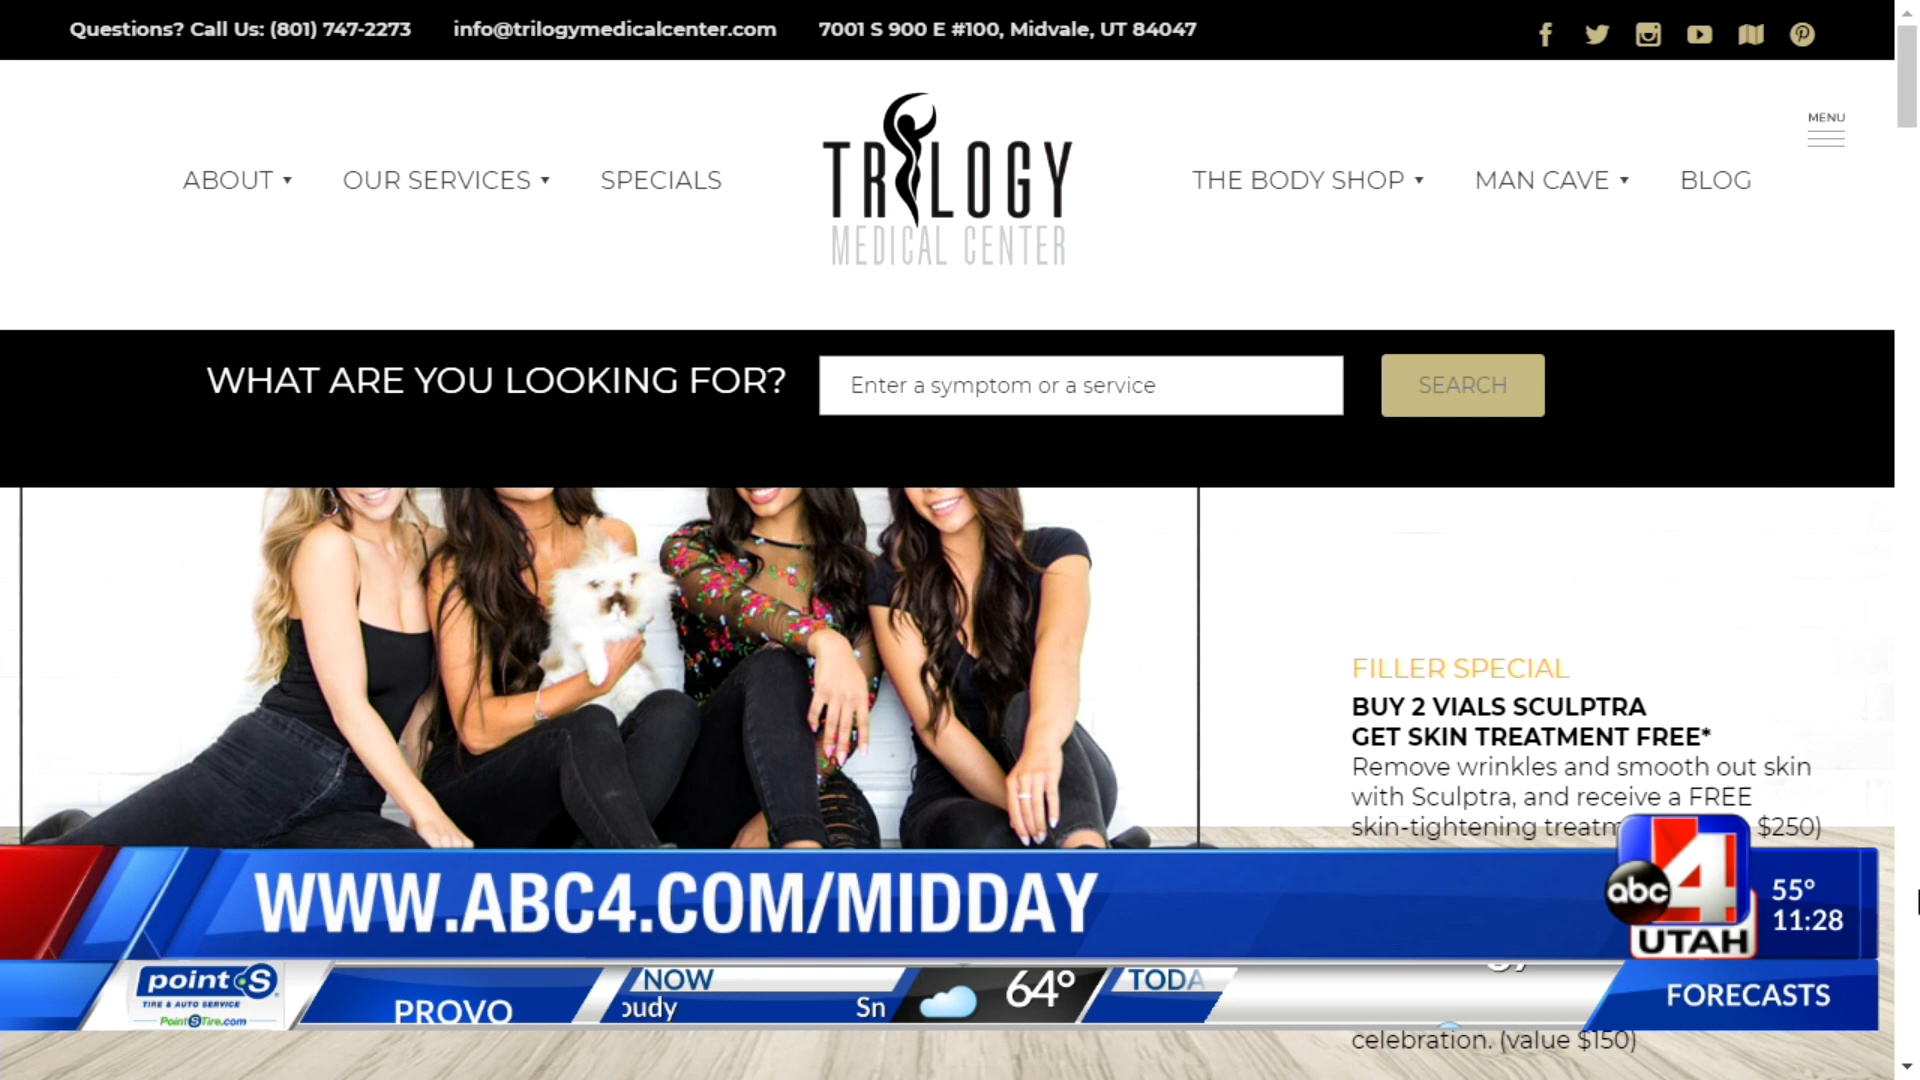 Questions? Call Us: (801) 747-2273 info@trilogymedicalcenter.com 7001 S 900 E #100, Midvale, UT 84047
MENU
ABOUT OUR SERVICES SPECIALS
TRILOGY
MEDICAL CENTER
THE BODY SHOP MAN CAVE BLOG
WHAT ARE YOU LOOKING FOR? Enter a symptom or a service SEARCH
FILLER SPECIAL
BUY 2 VIALS SCULPTRA
GET SKIN TREATMENT FREE*
Remove wrinkles and smooth out skin
with Sculptra, and receive a FREE
skin-tightening $250)
WWW.ABC4.COM/MIDDAY
abc 4
UTAH
55°
11:28
point S
TIRE & AUTO SERVICE
PointSTire.com
PROVO
NOW
oudy Sn
64°
TODA
FORECASTS
celebration. (value $150)